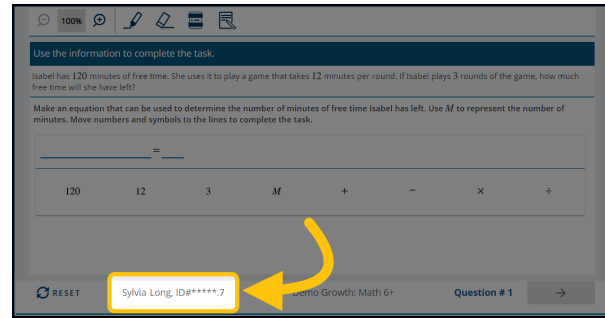 100%
Use the information to complete the task.
Isabel has 120 minutes of free time. She uses it to play a game that takes 12 minutes per round. If Isabel plays 3 rounds of the game, how much
free time will she have left?
Make an equation that can be used to determine the number of minutes of free time Isabel has left. Use M to represent the number of
minutes. Move numbers and symbols to the lines to complete the task.
=
120 12 3 M + − × ÷
RESET Sylvia Long, ID#*****.7 Demo Growth: Math 6+ Question # 1